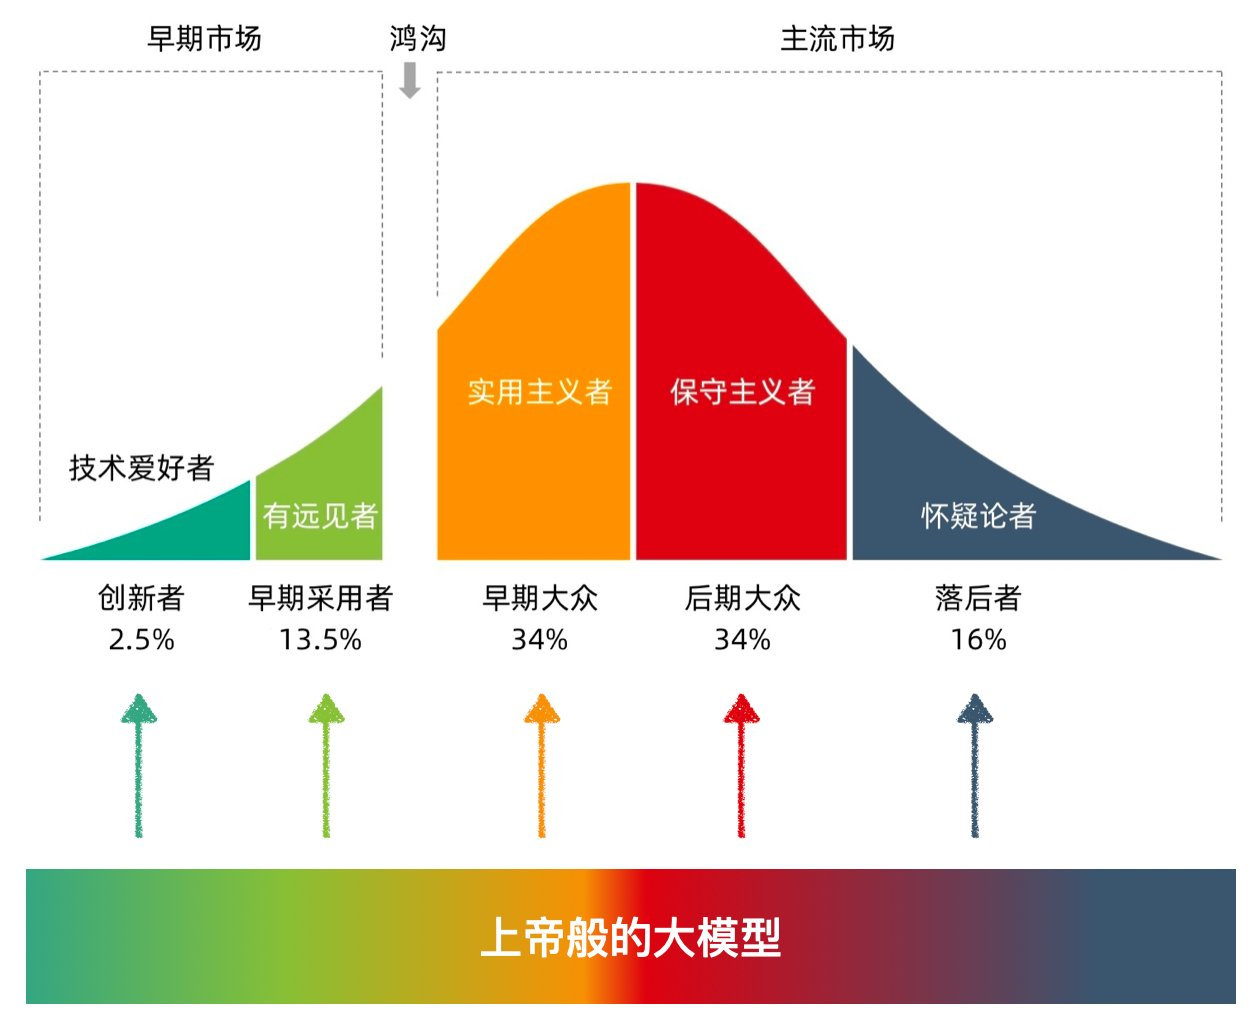 早期市场
鸿沟
主流市场
实用主义者
保守主义者
技术爱好者
有远见者
怀疑论者
创新者
早期采用者
早期大众
后期大众
落后者
2.5%
13.5%
34%
34%
16%
上帝般的大模型